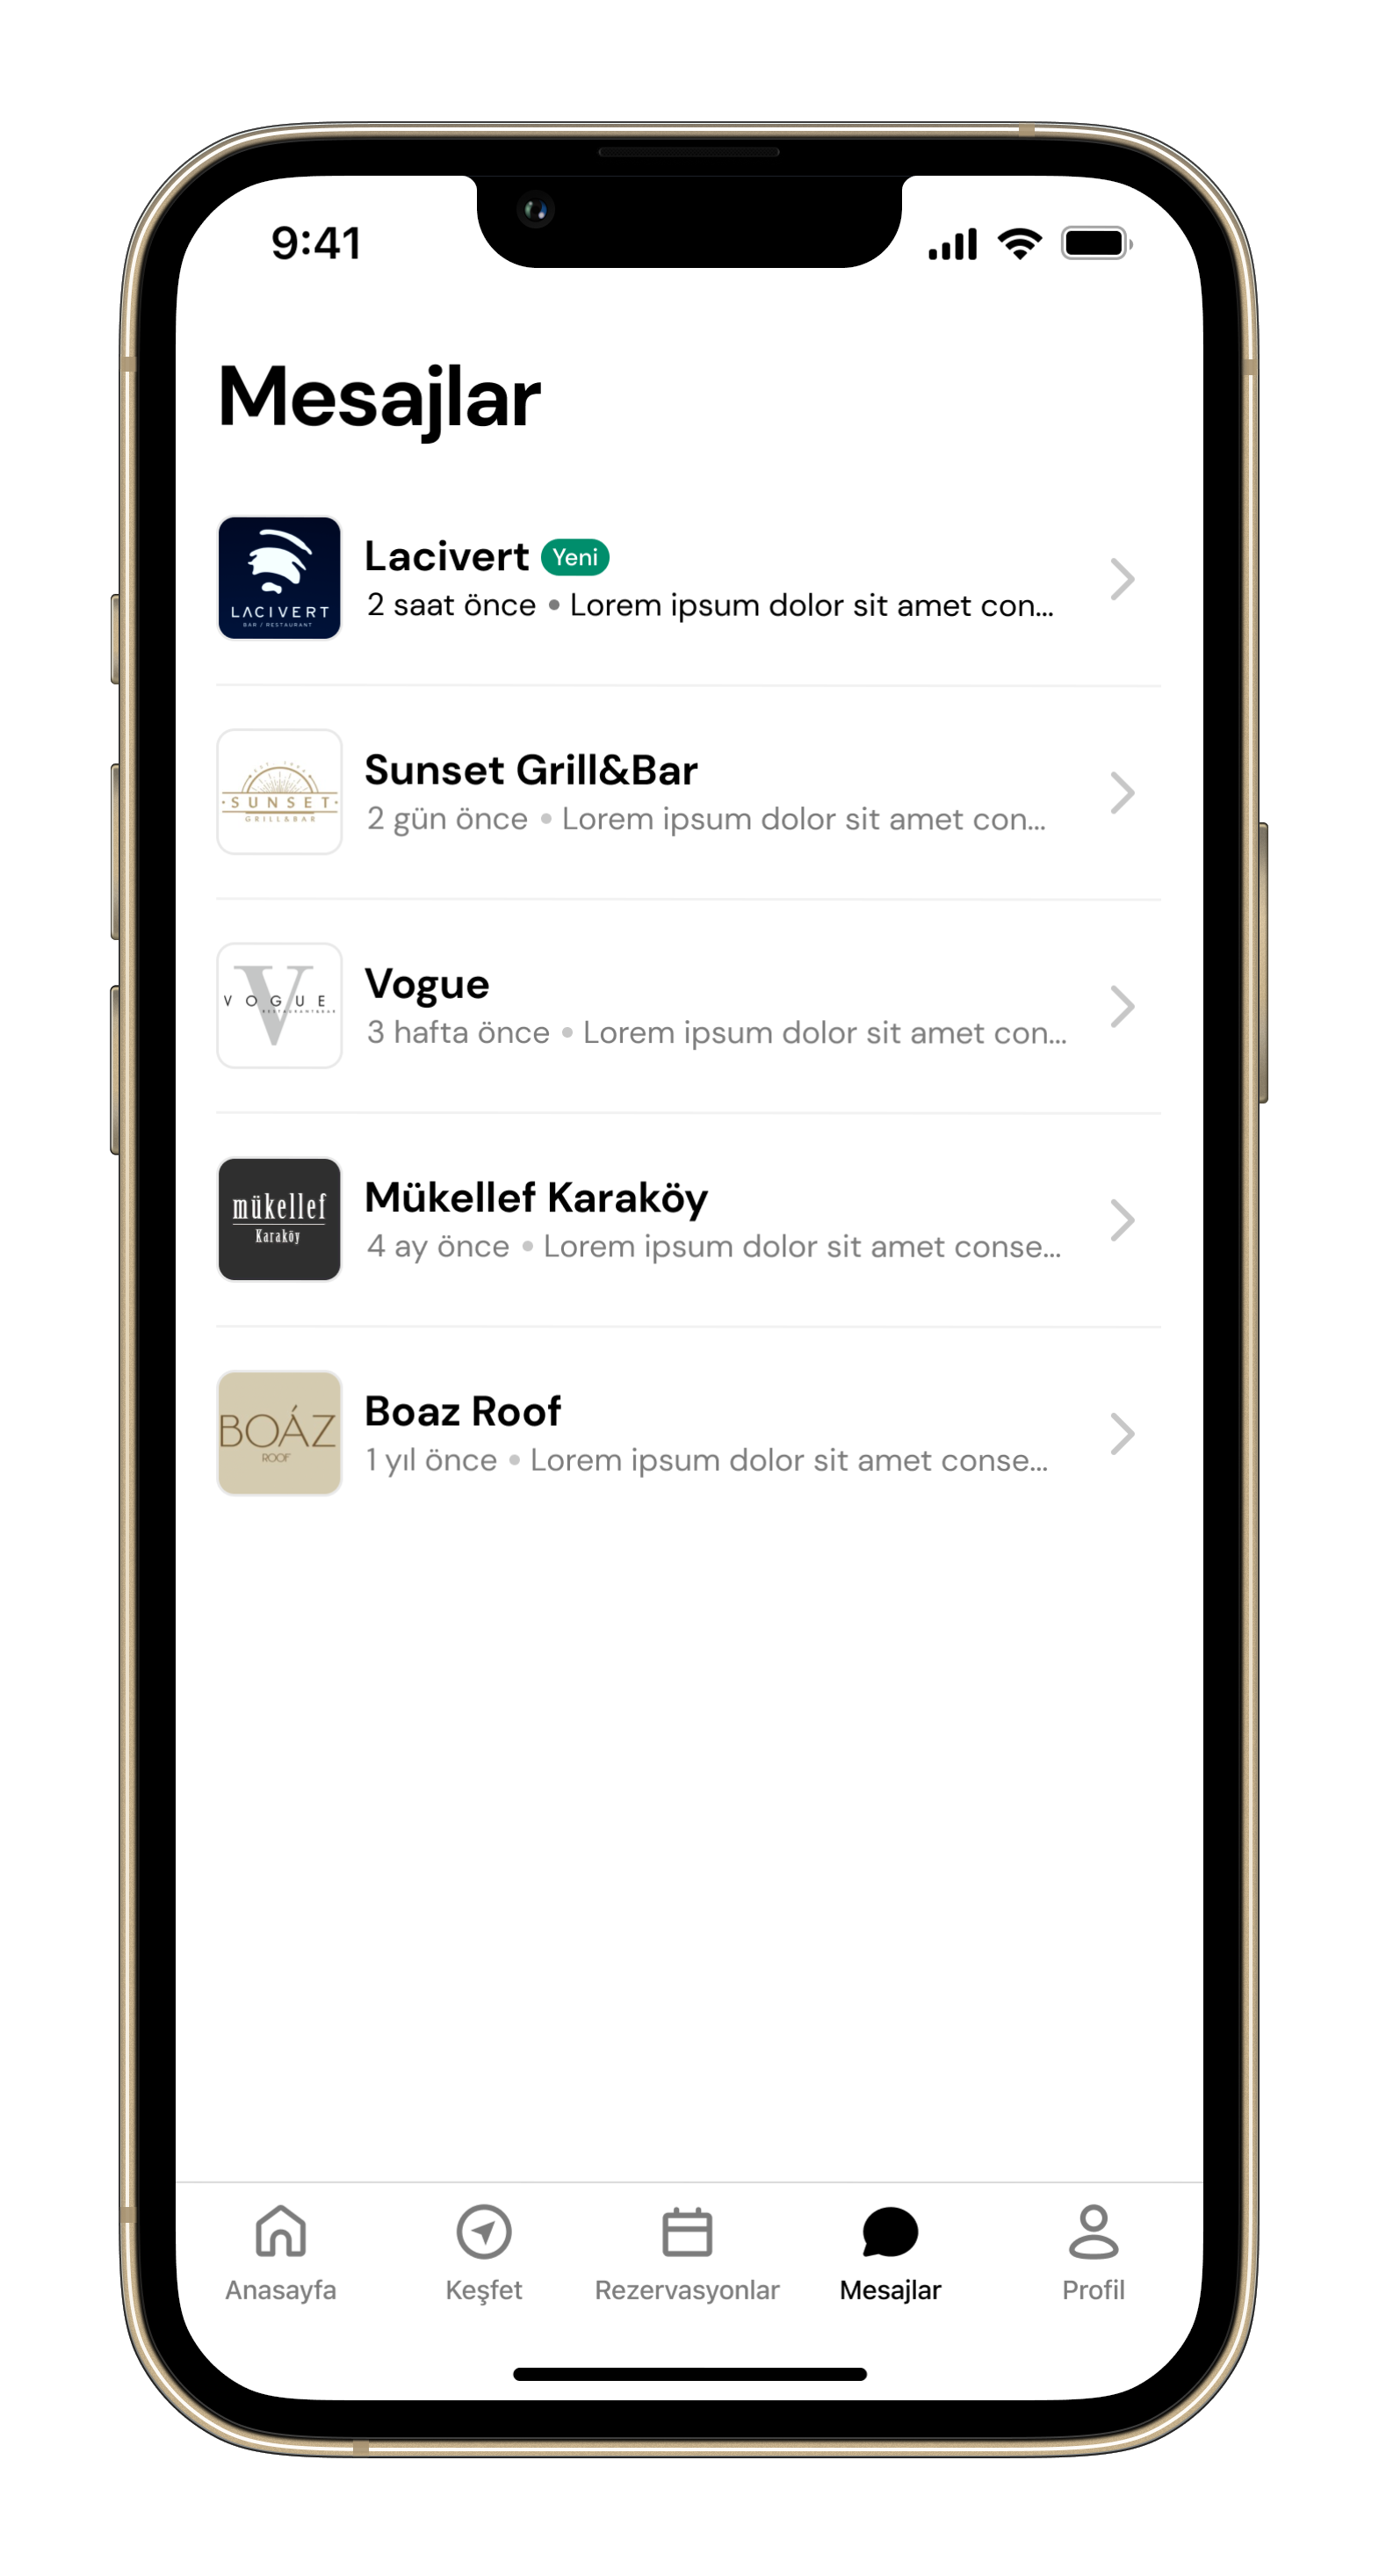 9:41
Mesajlar
LACIVERT
BAR / RESTAURANT
Lacivert Yeni
2 saat önce • Lorem ipsum dolor sit amet con...
·SUNSET·
GRILL&BAR
Sunset Grill&Bar
2 gün önce • Lorem ipsum dolor sit amet con...
V
VOGUE
RESTAURANT&BAR
Vogue
3 hafta önce • Lorem ipsum dolor sit amet con...
mükellef
Karaköy
Mükellef Karaköy
4 ay önce • Lorem ipsum dolor sit amet conse...
BOÁZ
ROOF
Boaz Roof
1 yıl önce • Lorem ipsum dolor sit amet conse...
Anasayfa Keşfet Rezervasyonlar Mesajlar Profil